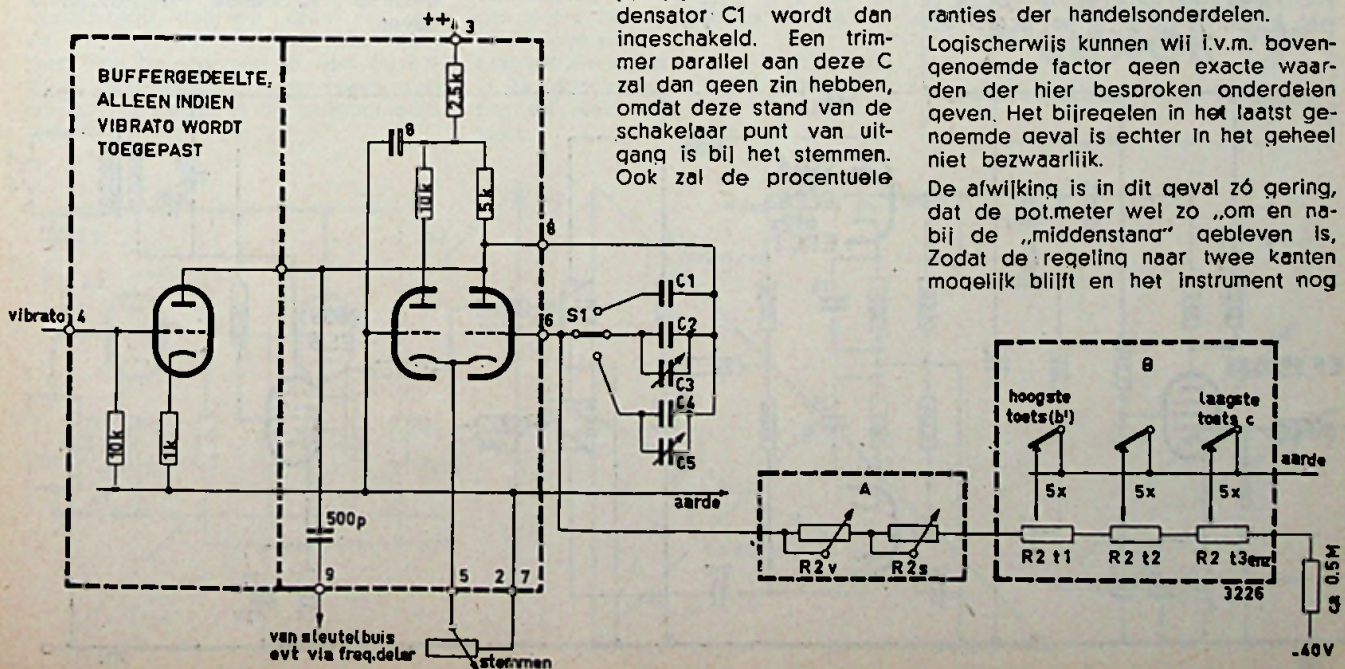 densator C1 wordt dan
ingeschakeld. Een trim-
mer parallel aan deze C
zal dan geen zin hebben,
omdat deze stand van de
schakelaar punt van uit-
gang is bij het stemmen.
Ook zal de procentuele
ranties der handelsonderdelen.
Logischerwijs kunnen wij i.v.m. boven-
genoemde factor geen exacte waar-
den der hier besproken onderdelen
geven. Het bijregelen in het laatst ge-
noemde geval is echter in het geheel
niet bezwaarlijk.
De afwijking is in dit geval zó gering,
dat de pot.meter wel zo „om en na-
bij de „middenstand" gebleven is,
Zodat de regeling naar twee kanten
mogelijk blijft en het instrument nog
BUFFERGEDEELTE,
ALLEEN INDIEN
VIBRATO WORDT
TOEGEPAST
++
3
2.5k
8
10k
5k
8
vibrato 4
10k
1k
6
S1
C1
C2
C3
C4
C5
500p
aarde
9
5
2
7
van sleutelbuis
evt via freq.deler
stemmen
A
R2v
R2s
B
hoogste
toets (b')
laagste
toets c
aarde
5x
5x
5x
R2 t1
R2 t2
R2 t3 enz
3226
ca 0.5M
-40V